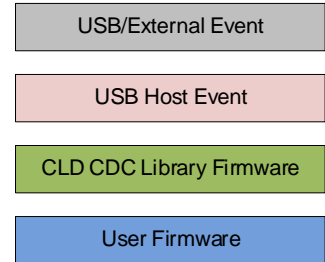 USB/External Event
USB Host Event
CLD CDC Library Firmware
User Firmware